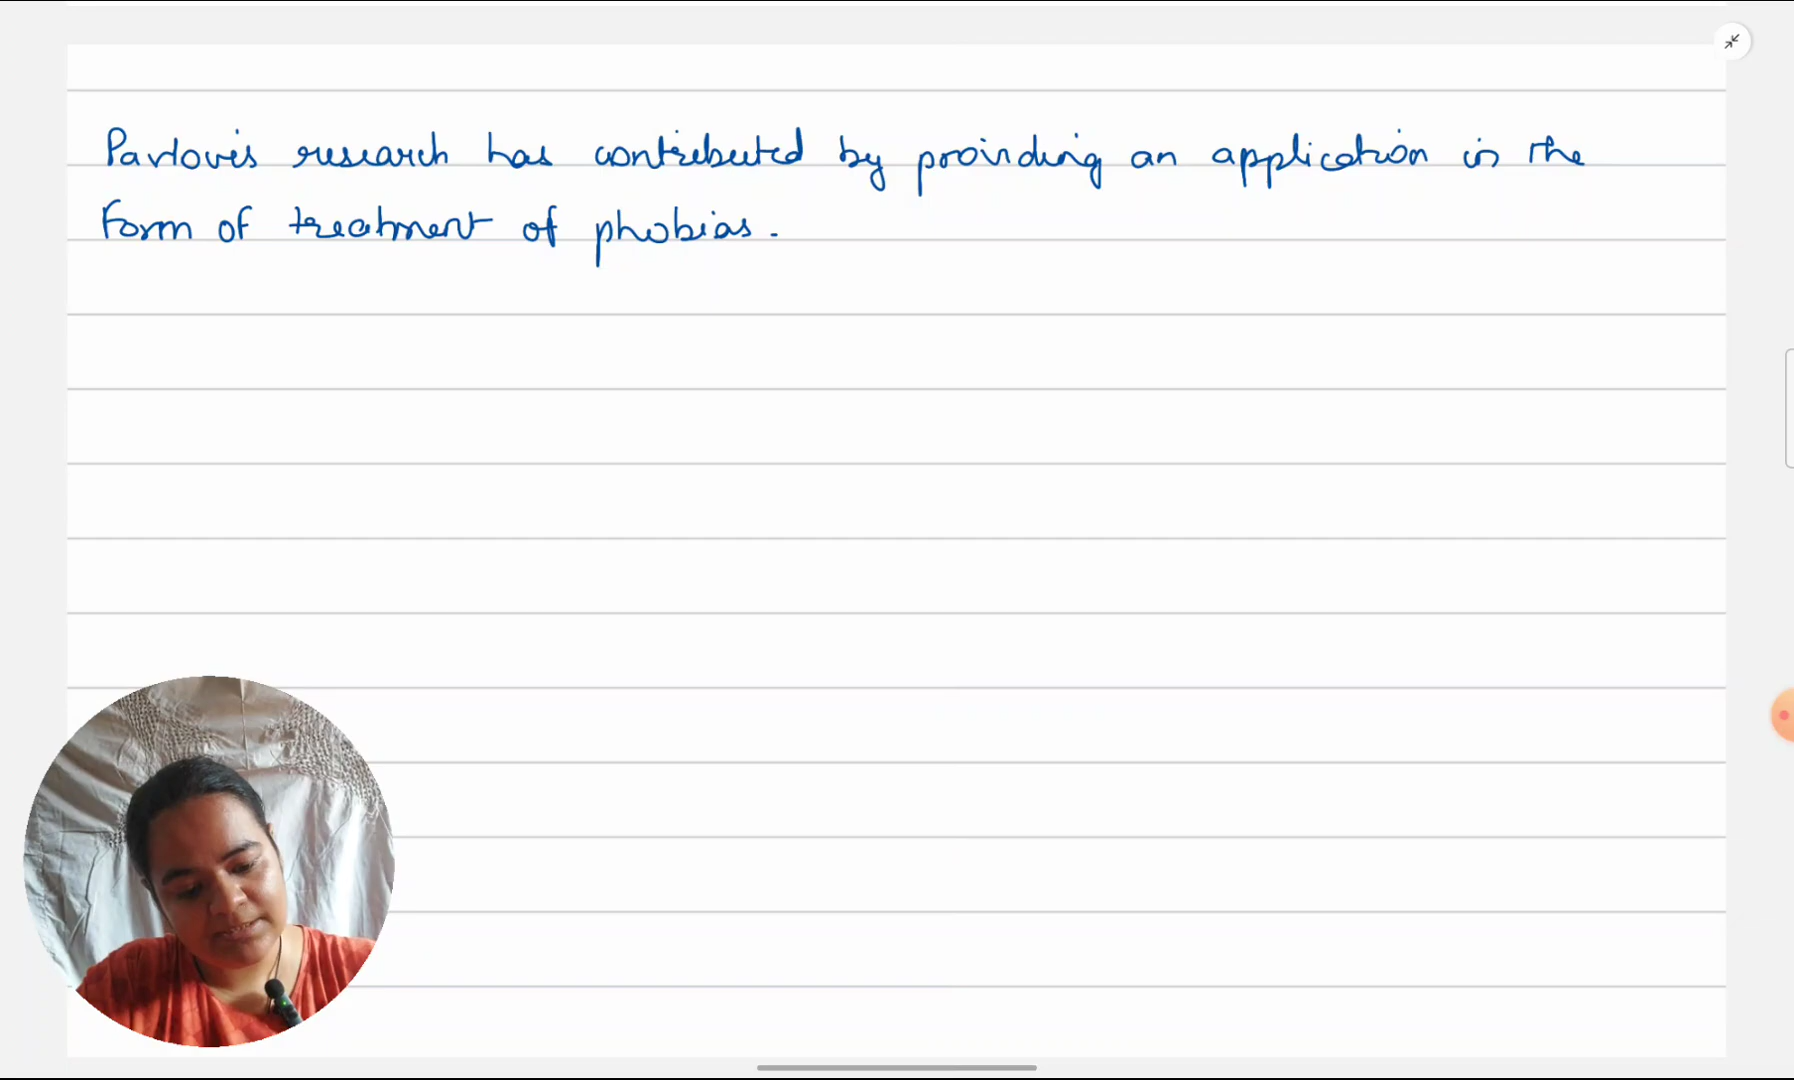 Pavlov's research has contributed by providing an application in the
form of treatment of phobias.